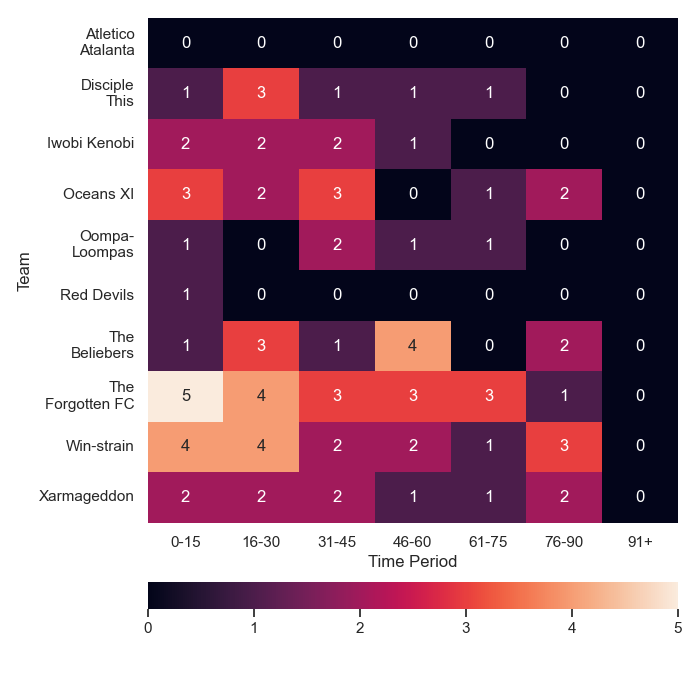 Atletico
Atalanta
0 0 0 0 0 0 0
Disciple
This
1 3 1 1 1 0 0
Iwobi Kenobi
2 2 2 1 0 0 0
Oceans XI
3 2 3 0 1 2 0
Oompa-
Loompas
1 0 2 1 1 0 0
Red Devils
1 0 0 0 0 0 0
The
Beliebers
1 3 1 4 0 2 0
The
Forgotten FC
5 4 3 3 3 1 0
Win-strain
4 4 2 2 1 3 0
Xarmageddon
2 2 2 1 1 2 0
Team
0-15 16-30 31-45 46-60 61-75 76-90 91+
Time Period
0 1 2 3 4 5